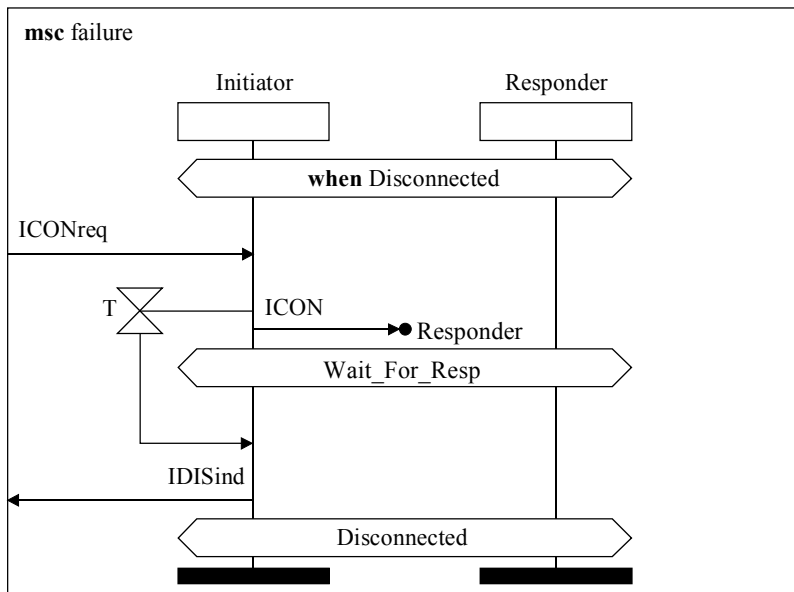 msc failure
Initiator
Responder
when Disconnected
ICONreq
T
ICON
Responder
Wait_For_Resp
IDISind
Disconnected